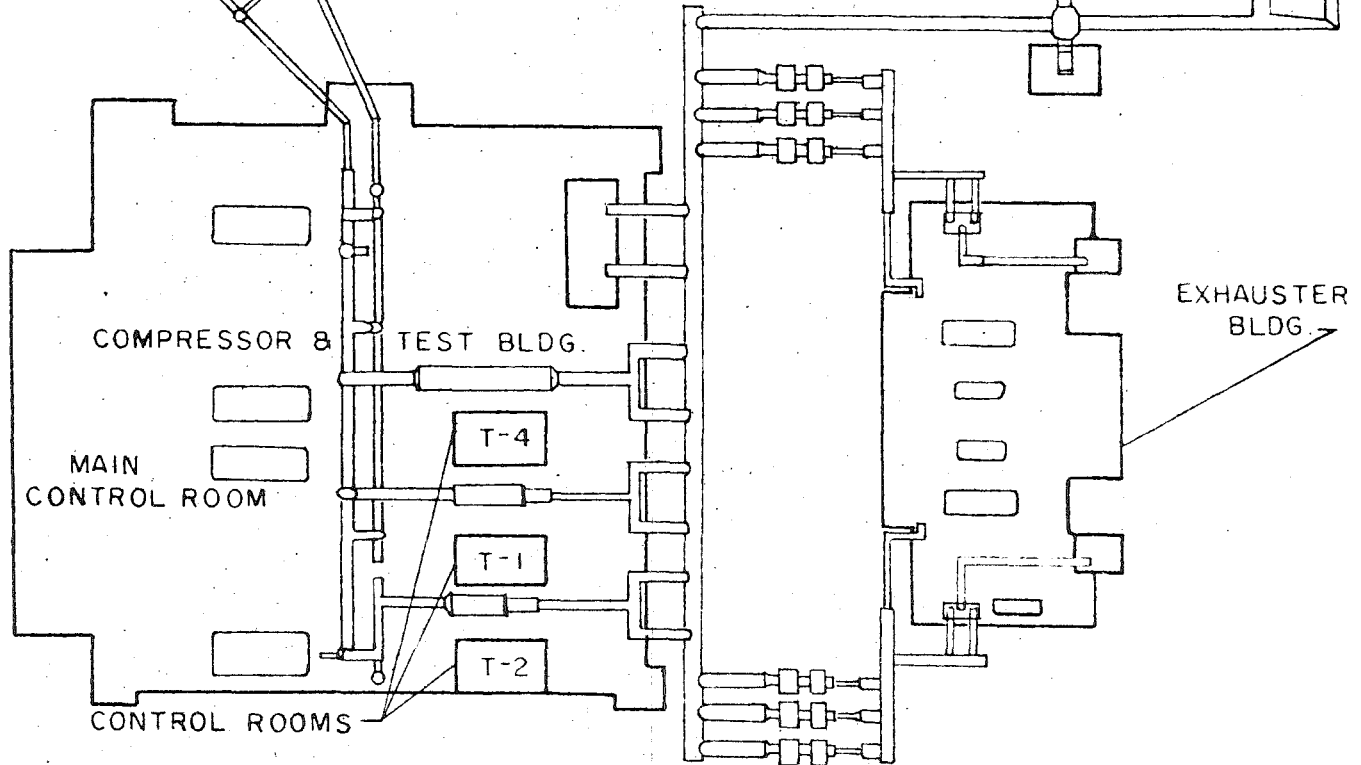 EXHAUSTER
BLDG.
COMPRESSOR & TEST BLDG.
T-4
MAIN
CONTROL ROOM
T-1
T-2
CONTROL ROOMS